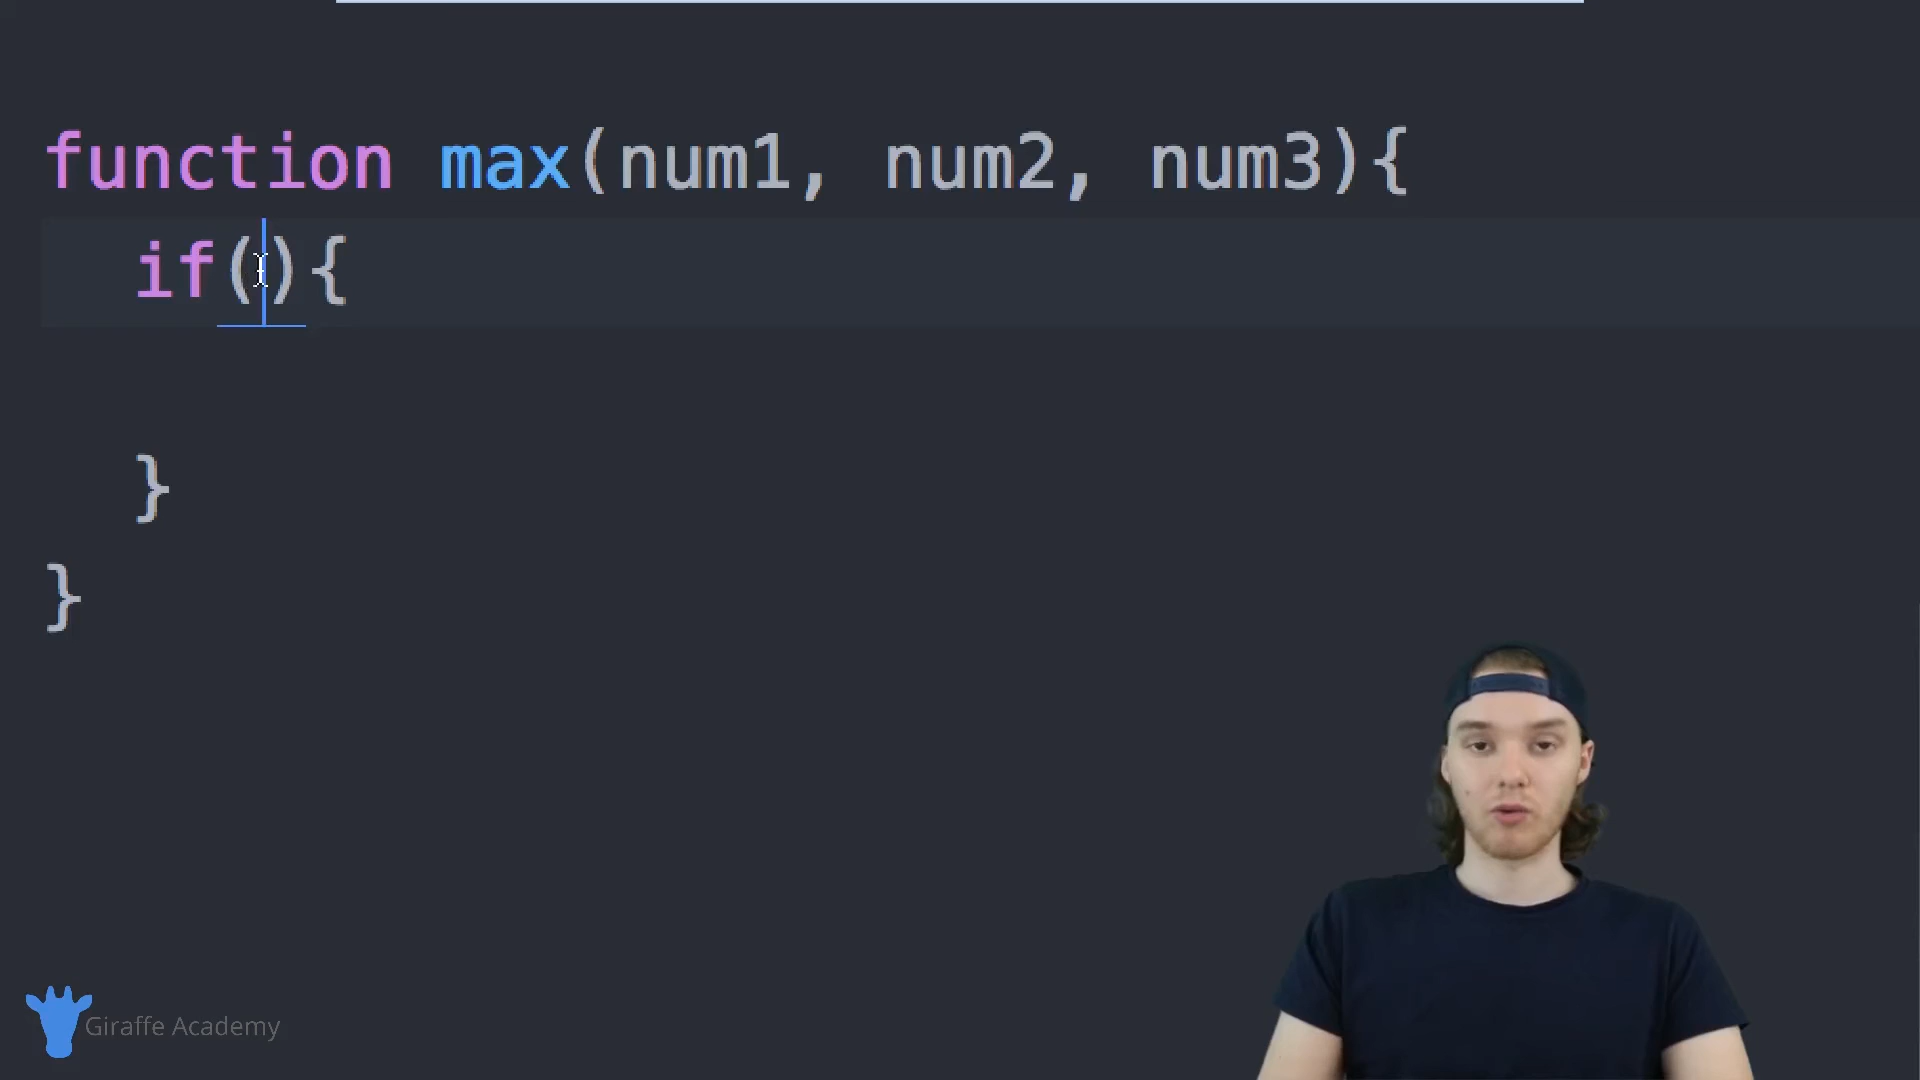 function max(num1, num2, num3){
if(){
}
}
Giraffe Academy